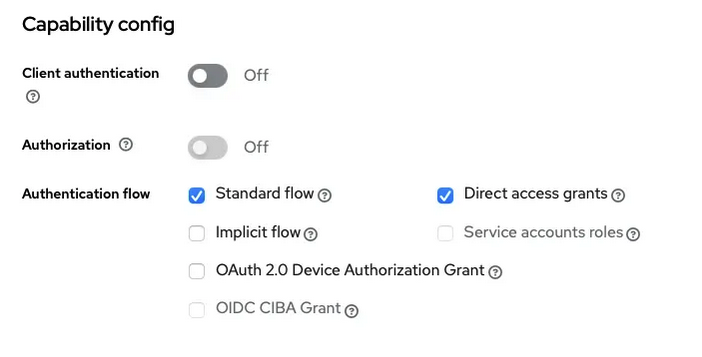 Capability config
Client authentication
Off
Authorization
Off
Authentication flow
Standard flow
Direct access grants
Implicit flow
Service accounts roles
OAuth 2.0 Device Authorization Grant
OIDC CIBA Grant